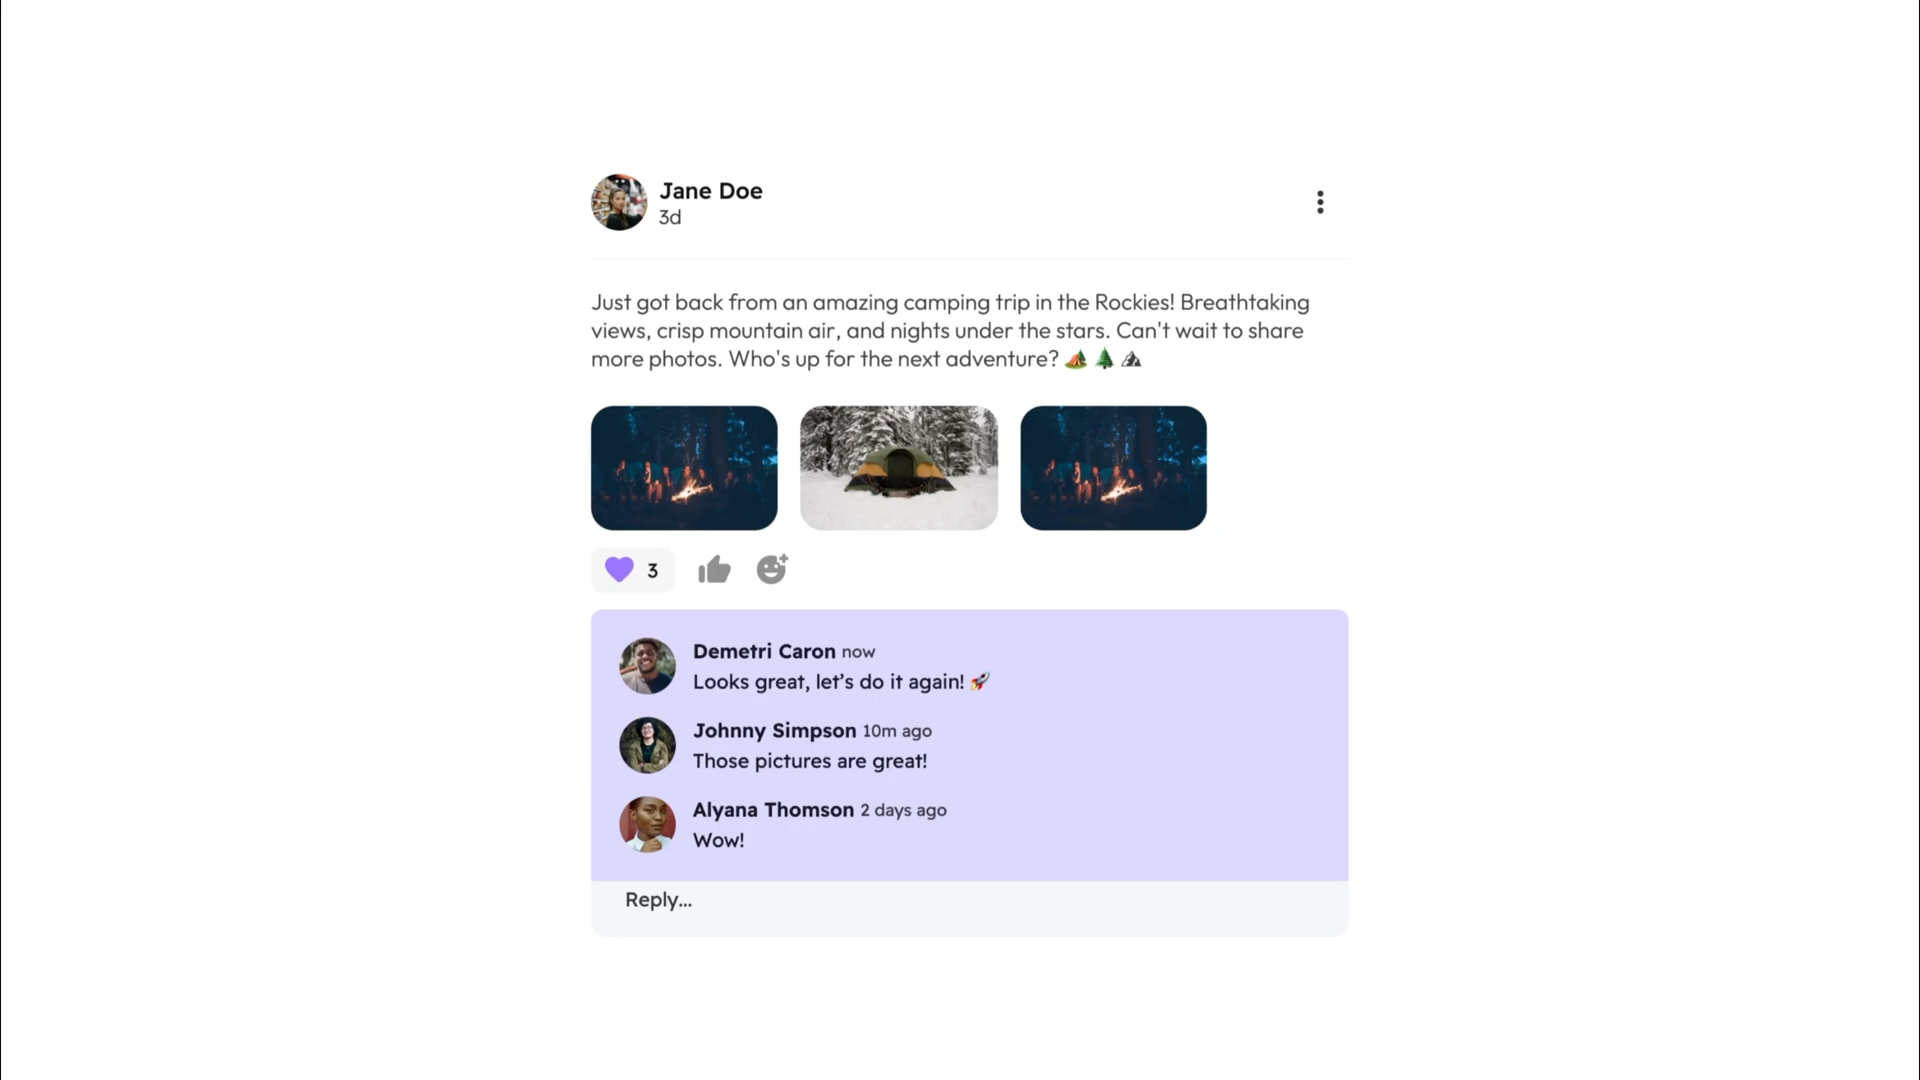 Jane Doe
3d
Just got back from an amazing camping trip in the Rockies! Breathtaking
views, crisp mountain air, and nights under the stars. Can't wait to share
more photos. Who's up for the next adventure? 🏕️🌲🏔️
3
Demetri Caron now
Looks great, let’s do it again! 🚀
Johnny Simpson 10m ago
Those pictures are great!
Alyana Thomson 2 days ago
Wow!
Reply...